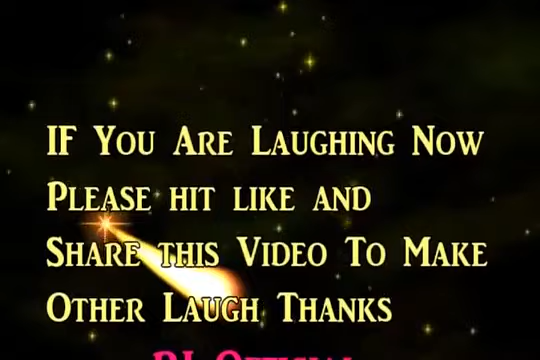 IF YOU ARE LAUGHING NOW
PLEASE HIT LIKE AND
SHARE THIS VIDEO TO MAKE
OTHER LAUGH THANKS